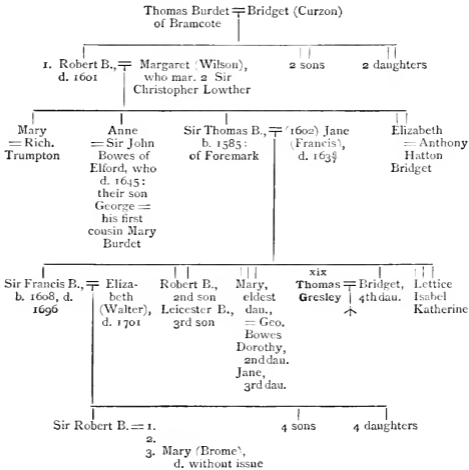 Thomas Burdet = Bridget (Curzon)
of Bramcote
1. Robert B., = Margaret (Wilson), 2 sons 2 daughters
d. 1601 who mar. 2 Sir
Christopher Lowther
Mary Anne Sir Thomas B., = (1602) Jane Elizabeth
= Rich. = Sir John b. 1585: (Francis), = Anthony
Trumpton Bowes of of Foremark d. 163 Hatton
Elford, who Bridget
d. 1645:
their son
George =
his first
cousin Mary
Burdet
xix
Sir Francis B., = Eliza- Robert B., Mary, Thomas = Bridget, Lettice
b. 1608, d. beth 2nd son eldest Gresley 4th dau. Isabel
1696 (Walter), Leicester B., dau., Katherine
d. 1701 3rd son = Geo.
Bowes
Dorothy,
2nd dau.
Jane,
3rd dau.
Sir Robert B. = 1. 4 sons 4 daughters
2.
3. Mary (Brome),
d. without issue